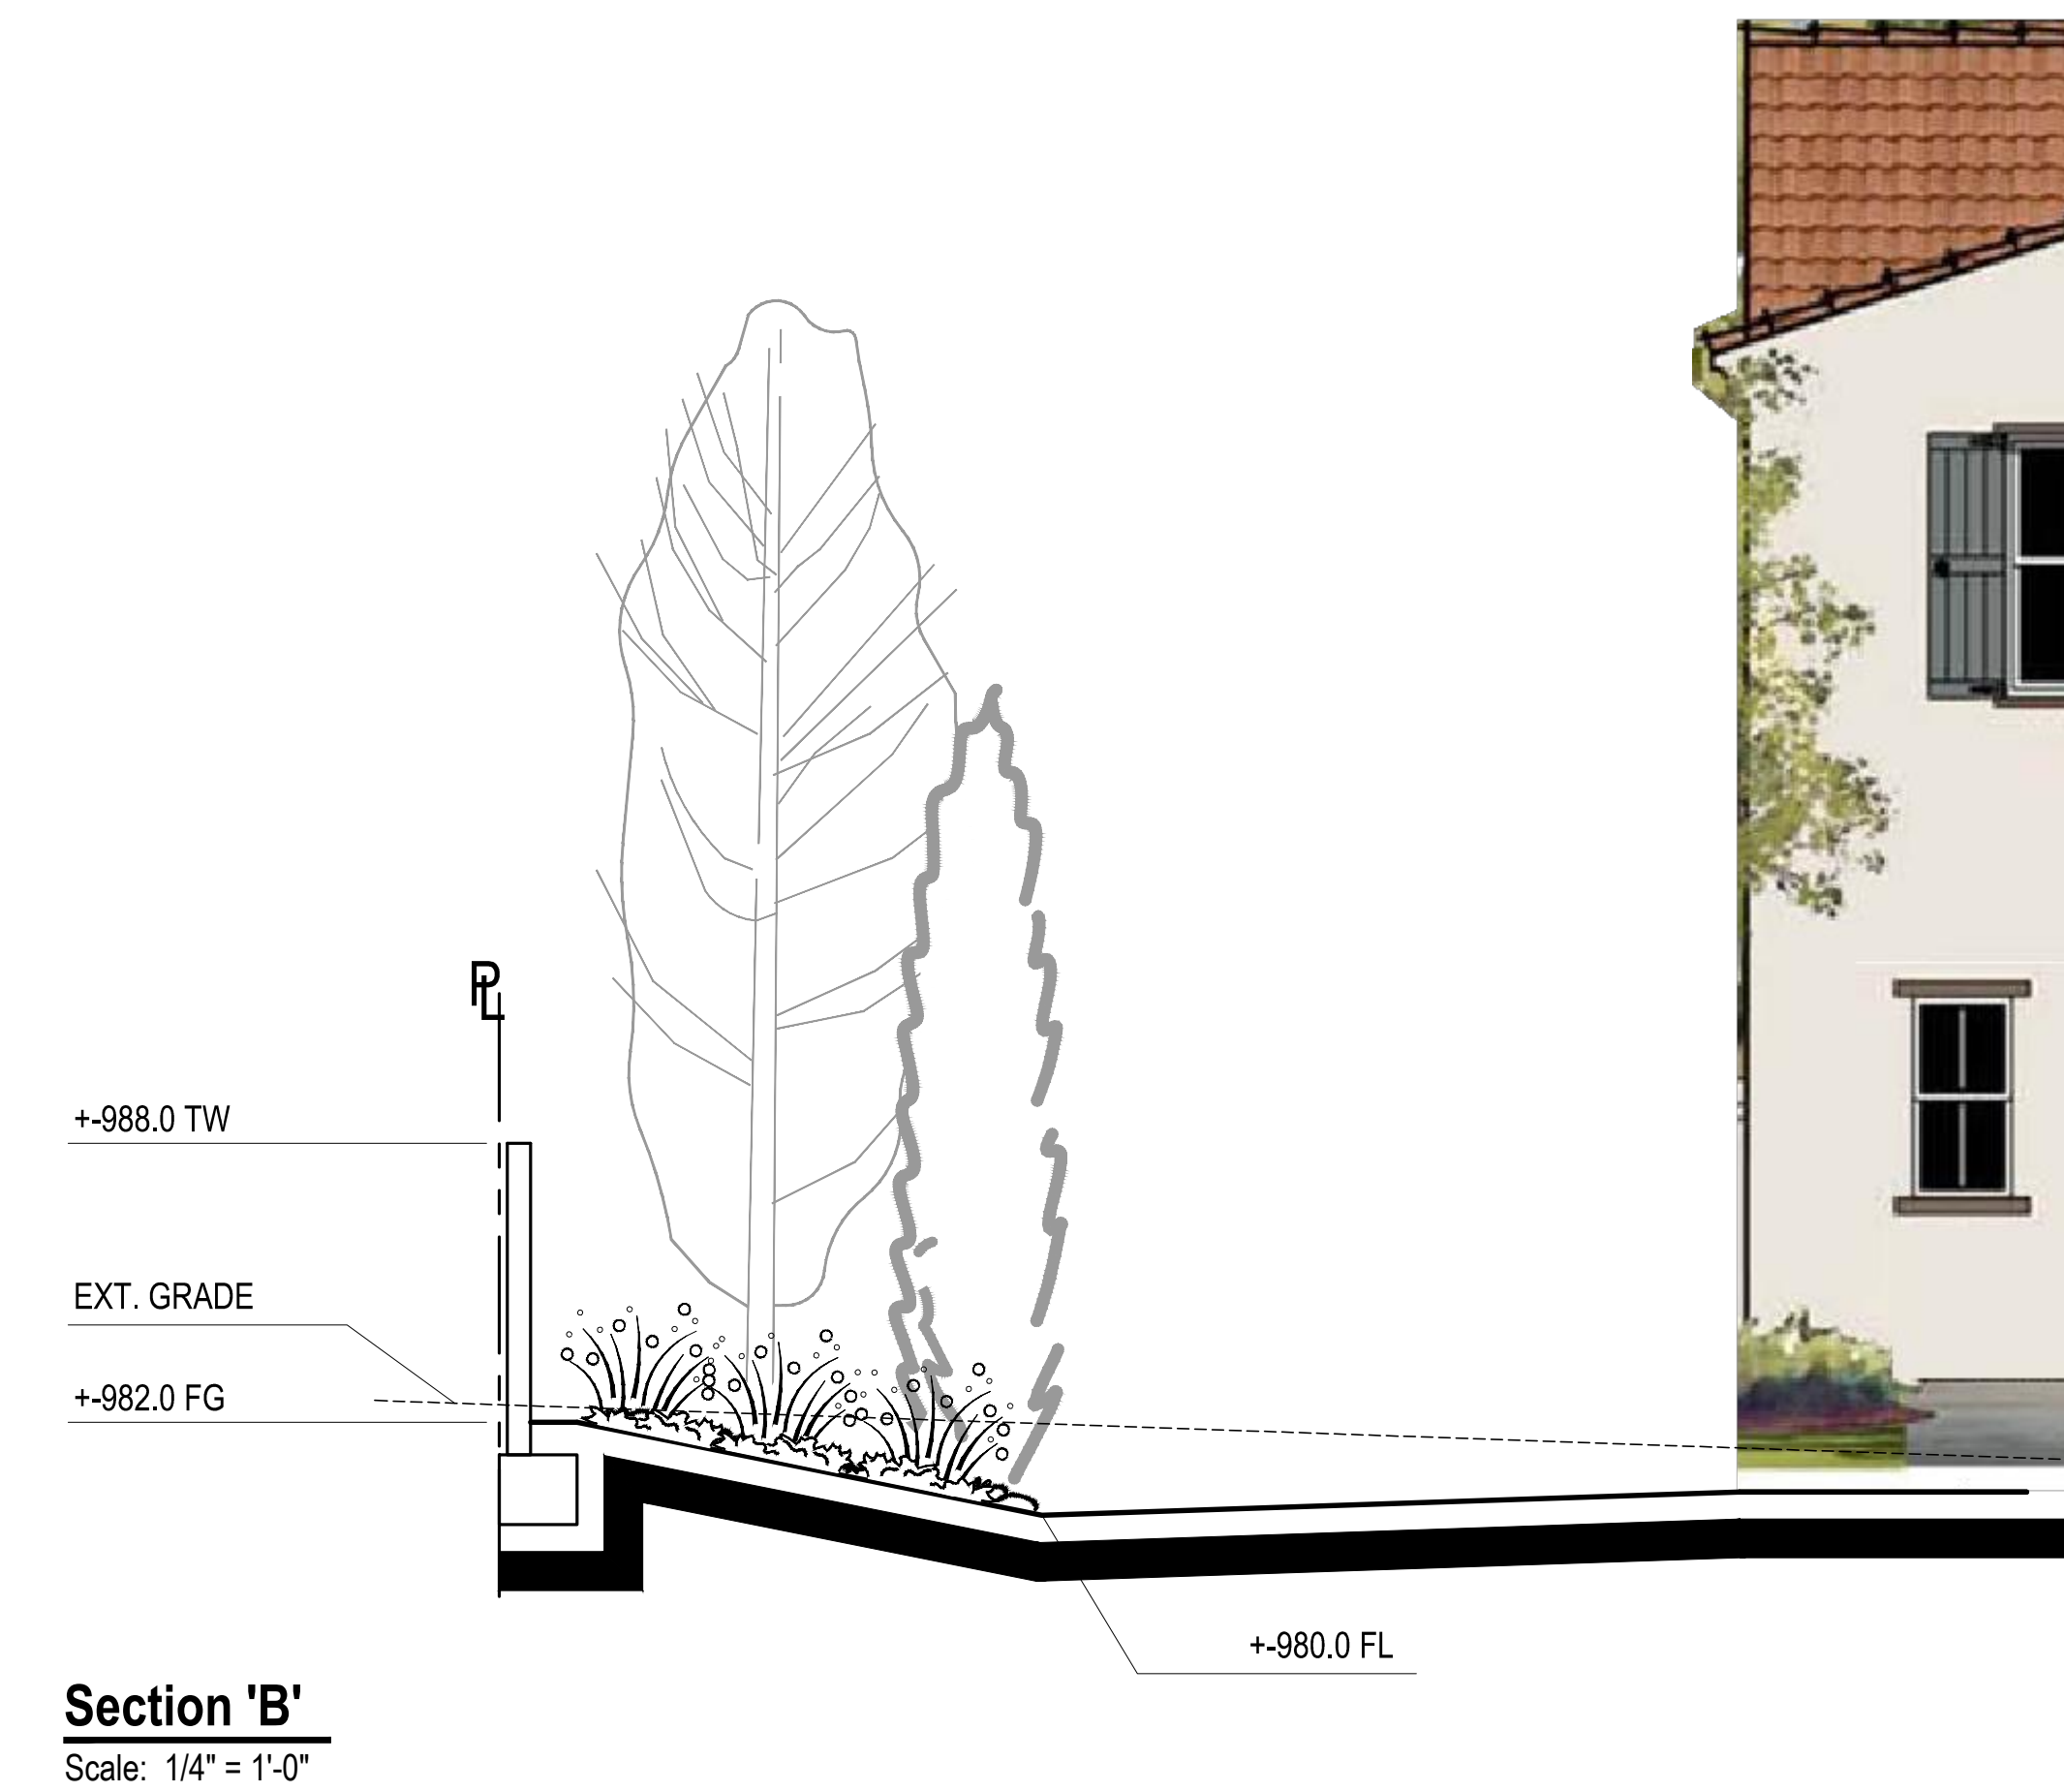 PL
+-988.0 TW
EXT. GRADE
+-982.0 FG
+-980.0 FL
Section 'B'
Scale: 1/4" = 1'-0"